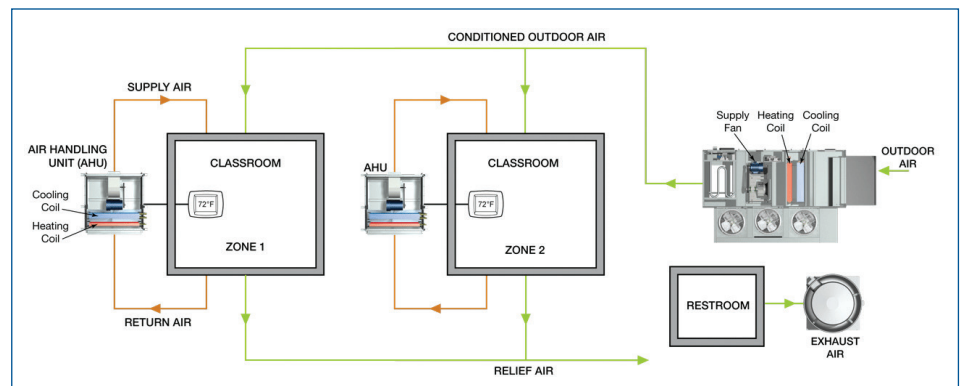 CONDITIONED OUTDOOR AIR
SUPPLY AIR
AIR HANDLING
UNIT (AHU)
Cooling
Coil
Heating
Coil
CLASSROOM
72°F
ZONE 1
RETURN AIR
AHU
CLASSROOM
72°F
ZONE 2
RELIEF AIR
Supply
Fan
Heating
Coil
Cooling
Coil
OUTDOOR
AIR
RESTROOM
EXHAUST
AIR